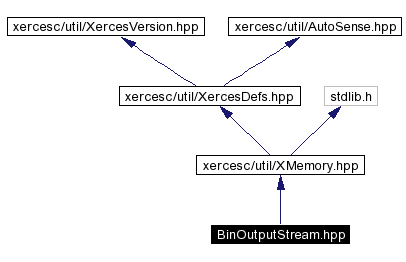 xercesc/util/XercesVersion.hpp
xercesc/util/AutoSense.hpp
xercesc/util/XercesDefs.hpp
stdlib.h
xercesc/util/XMemory.hpp
BinOutputStream.hpp